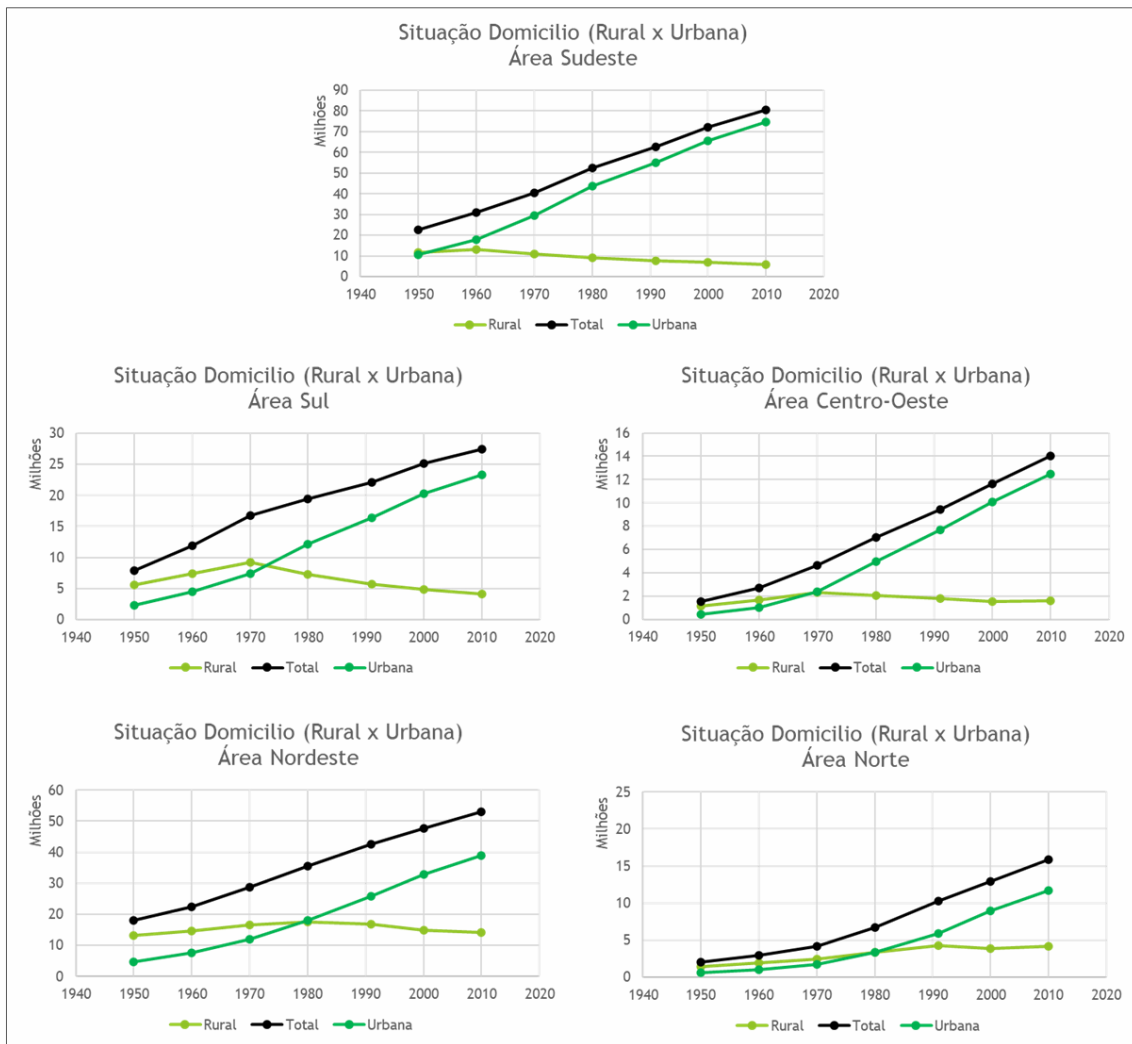 Situação Domicilio (Rural x Urbana)
Área Sudeste
Milhões
90
80
70
60
50
40
30
20
10
0
1940 1950 1960 1970 1980 1990 2000 2010 2020
Rural Total Urbana
Situação Domicilio (Rural x Urbana)
Área Sul
Milhões
30
25
20
15
10
5
0
1940 1950 1960 1970 1980 1990 2000 2010 2020
Rural Total Urbana
Situação Domicilio (Rural x Urbana)
Área Centro-Oeste
Milhões
16
14
12
10
8
6
4
2
0
1940 1950 1960 1970 1980 1990 2000 2010 2020
Rural Total Urbana
Situação Domicilio (Rural x Urbana)
Área Nordeste
Milhões
60
50
40
30
20
10
0
1940 1950 1960 1970 1980 1990 2000 2010 2020
Rural Total Urbana
Situação Domicilio (Rural x Urbana)
Área Norte
Milhões
25
20
15
10
5
0
1940 1950 1960 1970 1980 1990 2000 2010 2020
Rural Total Urbana